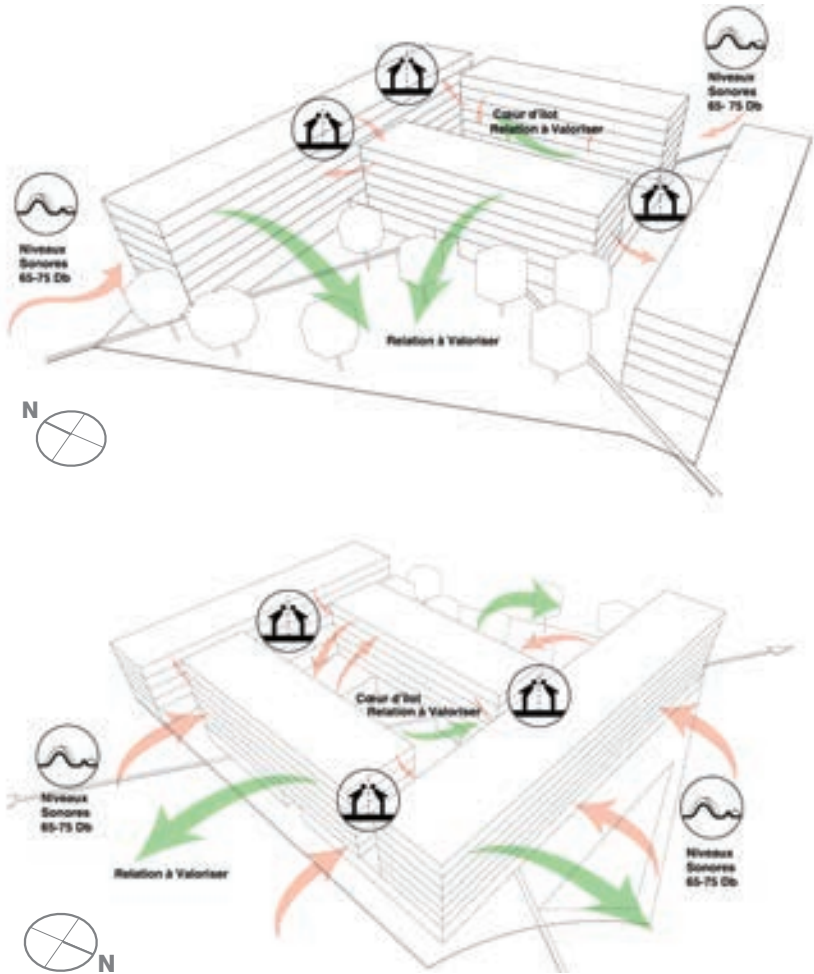 Niveaux
Sonores
65- 75 Db
Cœur d'îlot
Relation à Valoriser
Niveaux
Sonores
65-75 Db
Relation à Valoriser
N
Cœur d'îlot
Relation à Valoriser
Niveaux
Sonores
65-75 Db
Niveaux
Sonores
65-75 Db
Relation à Valoriser
N